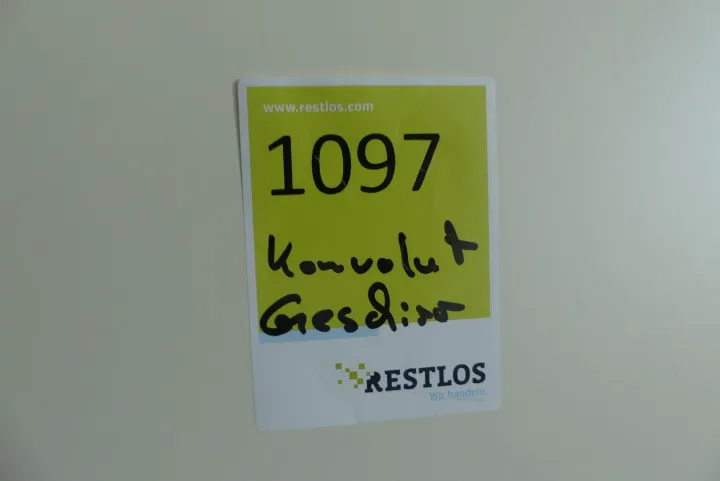 www.restlos.com
1097
Konvolut
Geschirr
RESTLOS
Wir handeln.